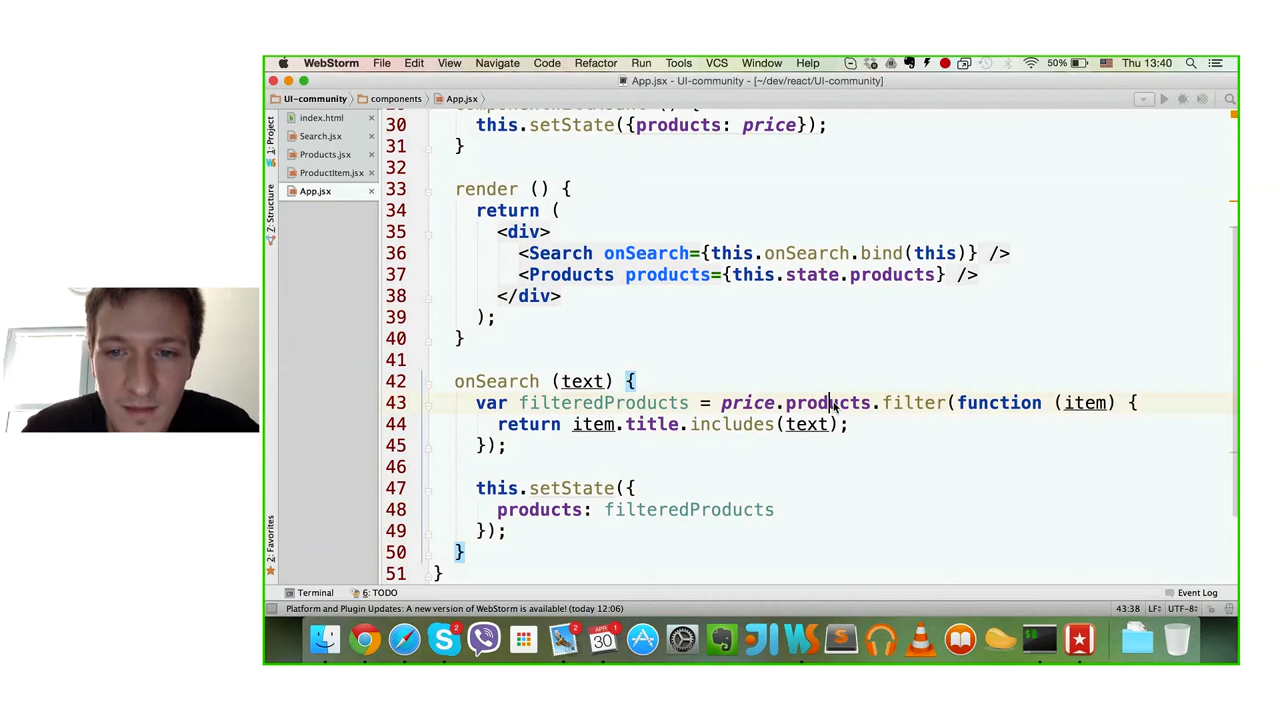 WebStorm File Edit View Navigate Code Refactor Run Tools VCS Window Help 50% Thu 13:40
App.jsx - UI-community - [~/dev/react/UI-community]
UI-community components App.jsx
index.html
Search.jsx
Products.jsx
ProductItem.jsx
App.jsx
1: Project
Z: Structure
2: Favorites
30 this.setState({products: price});
31 }
32
33 render () {
34 return (
35 <div>
36 <Search onSearch={this.onSearch.bind(this)} />
37 <Products products={this.state.products} />
38 </div>
39 );
40 }
41
42 onSearch (text) {
43 var filteredProducts = price.products.filter(function (item) {
44 return item.title.includes(text);
45 });
46
47 this.setState({
48 products: filteredProducts
49 });
50 }
51 }
Terminal 6: TODO Event Log
Platform and Plugin Updates: A new version of WebStorm is available! (today 12:06) 43:38 LF UTF-8
2 2 APR 30 1